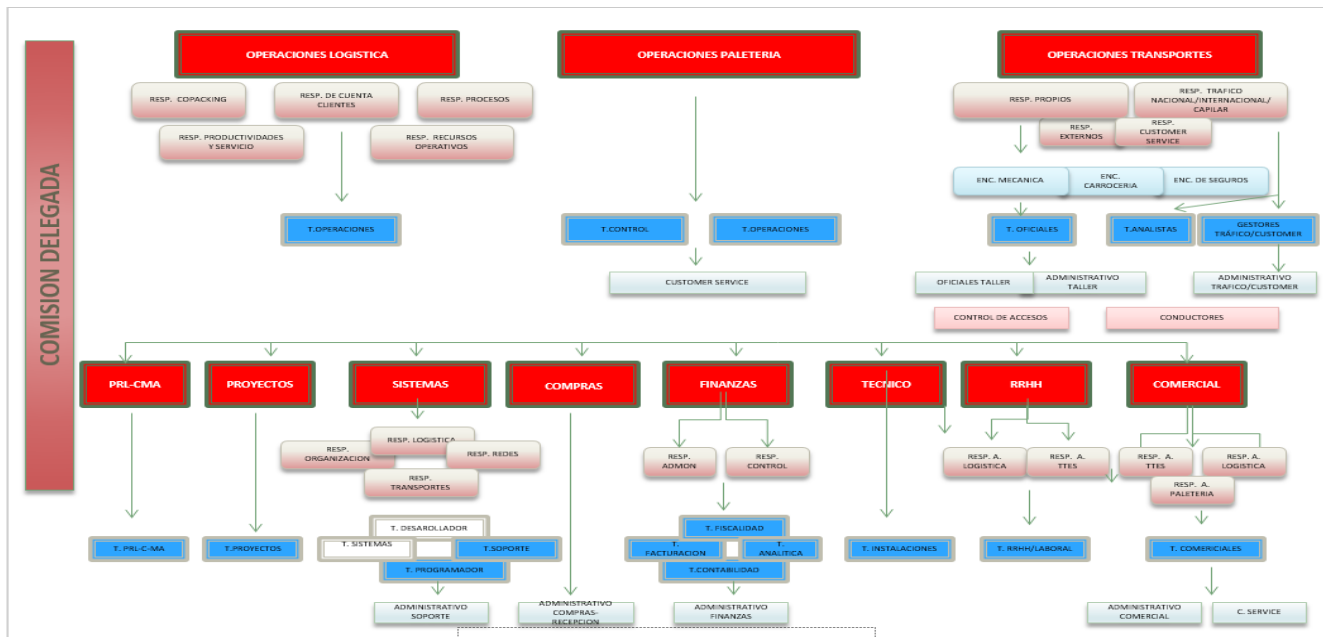 COMISION DELEGADA
OPERACIONES LOGISTICA
OPERACIONES PALETERIA
OPERACIONES TRANSPORTES
RESP. COPACKING
RESP. DE CUENTA
CLIENTES
RESP. PROCESOS
RESP. PRODUCTIVIDADES
Y SERVICIO
RESP. RECURSOS
OPERATIVOS
RESP. PROPIOS
RESP. TRAFICO
NACIONAL/INTERNACIONAL/
CAPILAR
RESP.
EXTERNOS
RESP.
CUSTOMER
SERVICE
ENC. MECANICA
ENC.
CARROCERIA
ENC. DE SEGUROS
T.OPERACIONES
T.CONTROL
T.OPERACIONES
T. OFICIALES
T.ANALISTAS
GESTORES
TRÁFICO/CUSTOMER
CUSTOMER SERVICE
OFICIALES TALLER
ADMINISTRATIVO
TALLER
ADMINISTRATIVO
TRAFICO/CUSTOMER
CONTROL DE ACCESOS
CONDUCTORES
PRL-CMA
PROYECTOS
SISTEMAS
COMPRAS
FINANZAS
TECNICO
RRHH
COMERCIAL
RESP.
ORGANIZACION
RESP. LOGISTICA
RESP. REDES
RESP.
TRANSPORTES
RESP.
ADMON
RESP.
CONTROL
RESP. A.
LOGISTICA
RESP. A.
TTES
RESP. A.
TTES
RESP. A.
LOGISTICA
RESP. A.
PALETERIA
T. PRL-C-MA
T.PROYECTOS
T. DESAROLLADOR
T. SISTEMAS
T.SOPORTE
T. PROGRAMADOR
T. FISCALIDAD
T.
FACTURACION
T.
ANALITICA
T.CONTABILIDAD
T. INSTALACIONES
T. RRHH/LABORAL
T. COMERICIALES
ADMINISTRATIVO
SOPORTE
ADMINISTRATIVO
COMPRAS-
RECEPCION
ADMINISTRATIVO
FINANZAS
ADMINISTRATIVO
COMERCIAL
C. SERVICE